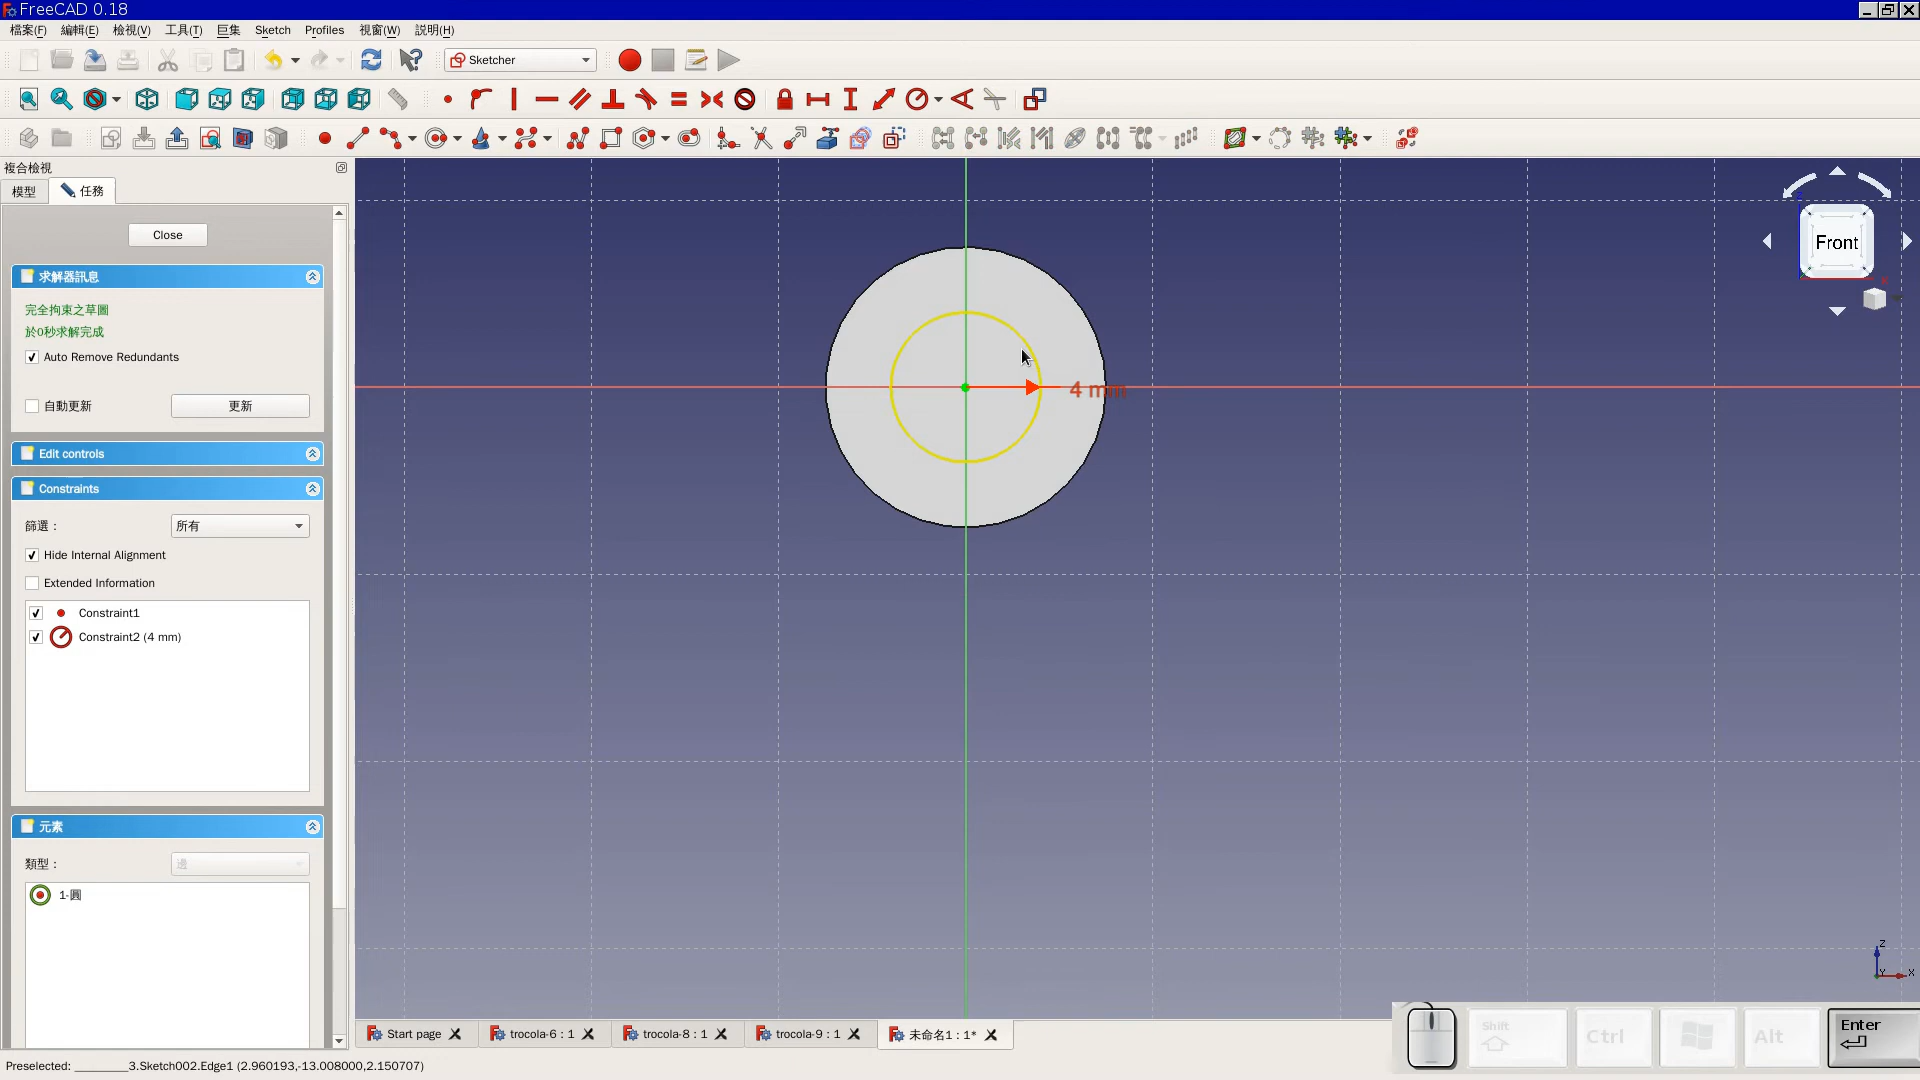 FreeCAD 0.18
檔案(F) 編輯(E) 檢視(V) 工具(T) 巨集 Sketch Profiles 視窗(W) 説明(H)
Sketcher
複合檢視
模型 任務
Close
求解器訊息
完全拘束之草圖
於0秒求解完成
Auto Remove Redundants
自動更新 更新
Edit controls
Constraints
篩選： 所有
Hide Internal Alignment
Extended Information
Constraint1
Constraint2 (4 mm)
元素
類型： 邊
1-圓
4 mm
Front
Z
Y
X
Start page trocola-6 : 1 trocola-8 : 1 trocola-9 : 1 未命名1 : 1*
Shift Ctrl Alt Enter
Preselected: ________3.Sketch002.Edge1 (2.960193,-13.008000,2.150707)